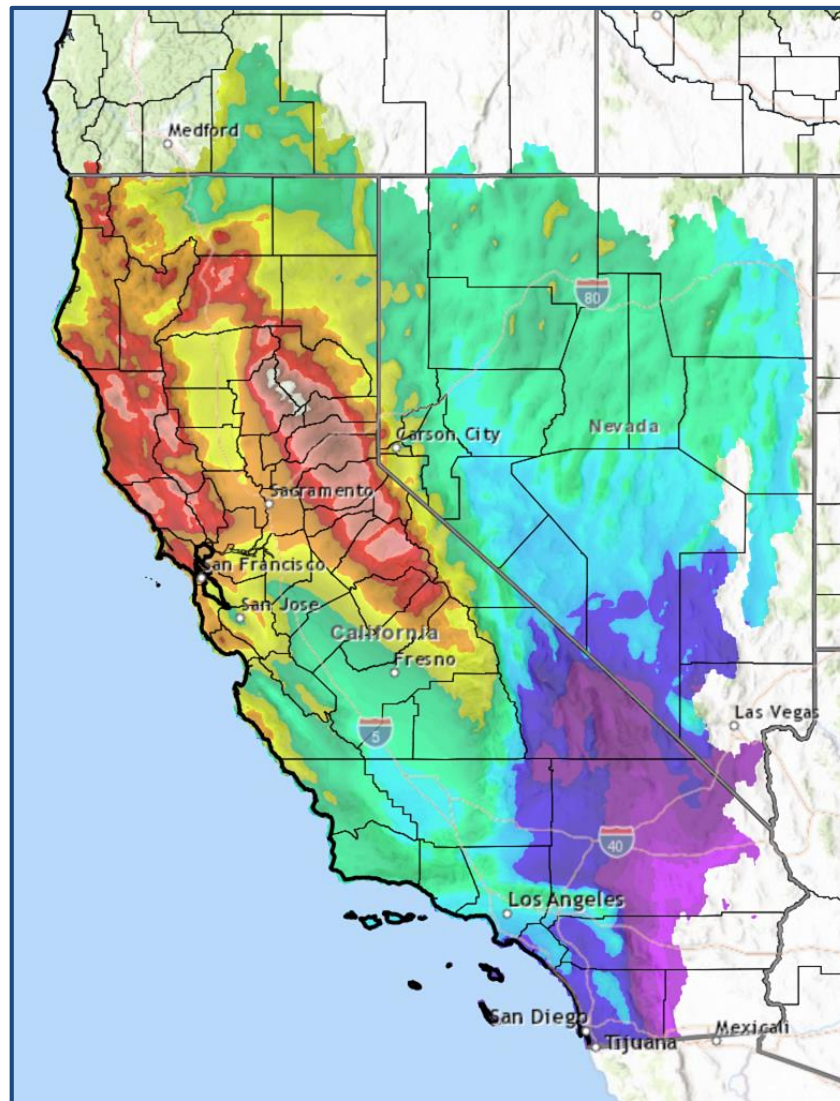 Medford
80
Nevada
Carson City
Sacramento
San Francisco
San Jose
California
Fresno
Las Vegas
5
40
Los Angeles
San Diego
Mexicali
Tijuana